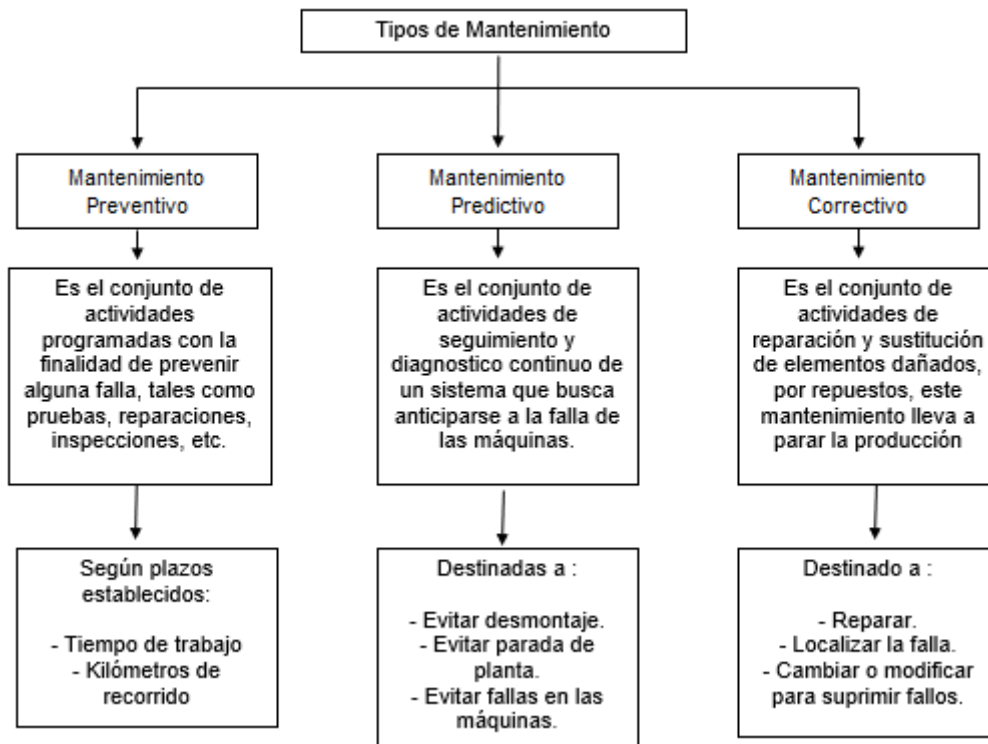 Tipos de Mantenimiento
Mantenimiento
Preventivo
Mantenimiento
Predictivo
Mantenimiento
Correctivo
Es el conjunto de
actividades
programadas con la
finalidad de prevenir
alguna falla, tales como
pruebas, reparaciones,
inspecciones, etc.
Es el conjunto de
actividades de
seguimiento y
diagnostico continuo de
un sistema que busca
anticiparse a la falla de
las máquinas.
Es el conjunto de
actividades de
reparación y sustitución
de elementos dañados,
por repuestos, este
mantenimiento lleva a
parar la producción
Según plazos
establecidos:
- Tiempo de trabajo
- Kilómetros de
recorrido
Destinadas a :
- Evitar desmontaje.
- Evitar parada de
planta.
- Evitar fallas en las
máquinas.
Destinado a :
- Reparar.
- Localizar la falla.
- Cambiar o modificar
para suprimir fallos.